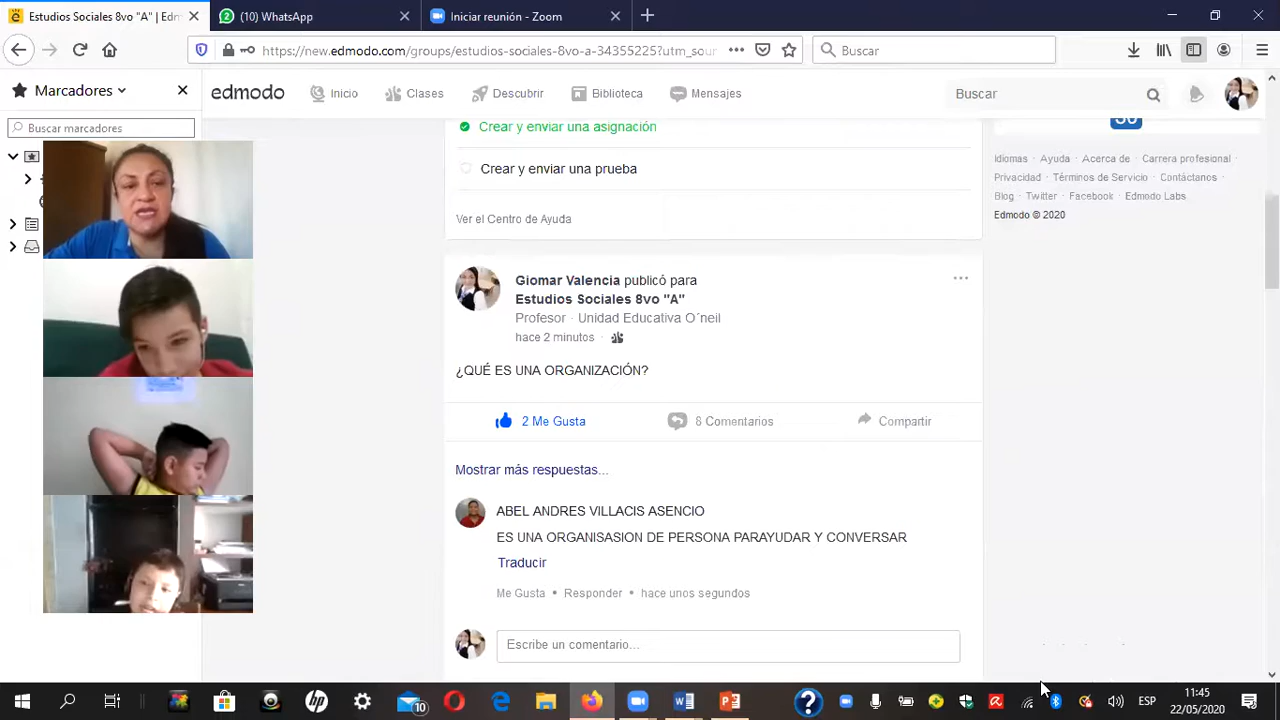 Estudios Sociales 8vo "A" | Edm
(2) WhatsApp
Iniciar reunión - Zoom
https://new.edmodo.com/groups/estudios-sociales-8vo-a-34355225?utm_sour
Buscar
Marcadores
Buscar marcadores
edmodo
Inicio
Clases
Descubrir
Biblioteca
Mensajes
Buscar
Crear y enviar una asignación
Crear y enviar una prueba
Ver el Centro de Ayuda
Idiomas · Ayuda · Acerca de · Carrera profesional ·
Privacidad · Términos de Servicio · Contáctanos ·
Blog · Twitter · Facebook · Edmodo Labs
Edmodo © 2020
Giomar Valencia publicó para
Estudios Sociales 8vo "A"
Profesor · Unidad Educativa O´neil
hace 2 minutos ·
¿QUÉ ES UNA ORGANIZACIÓN?
2 Me Gusta
8 Comentarios
Compartir
Mostrar más respuestas...
ABEL ANDRES VILLACIS ASENCIO
ES UNA ORGANISASION DE PERSONA PARAYUDAR Y CONVERSAR
Traducir
Me Gusta • Responder • hace unos segundos
Escribe un comentario...
10
ESP
11:45
22/05/2020